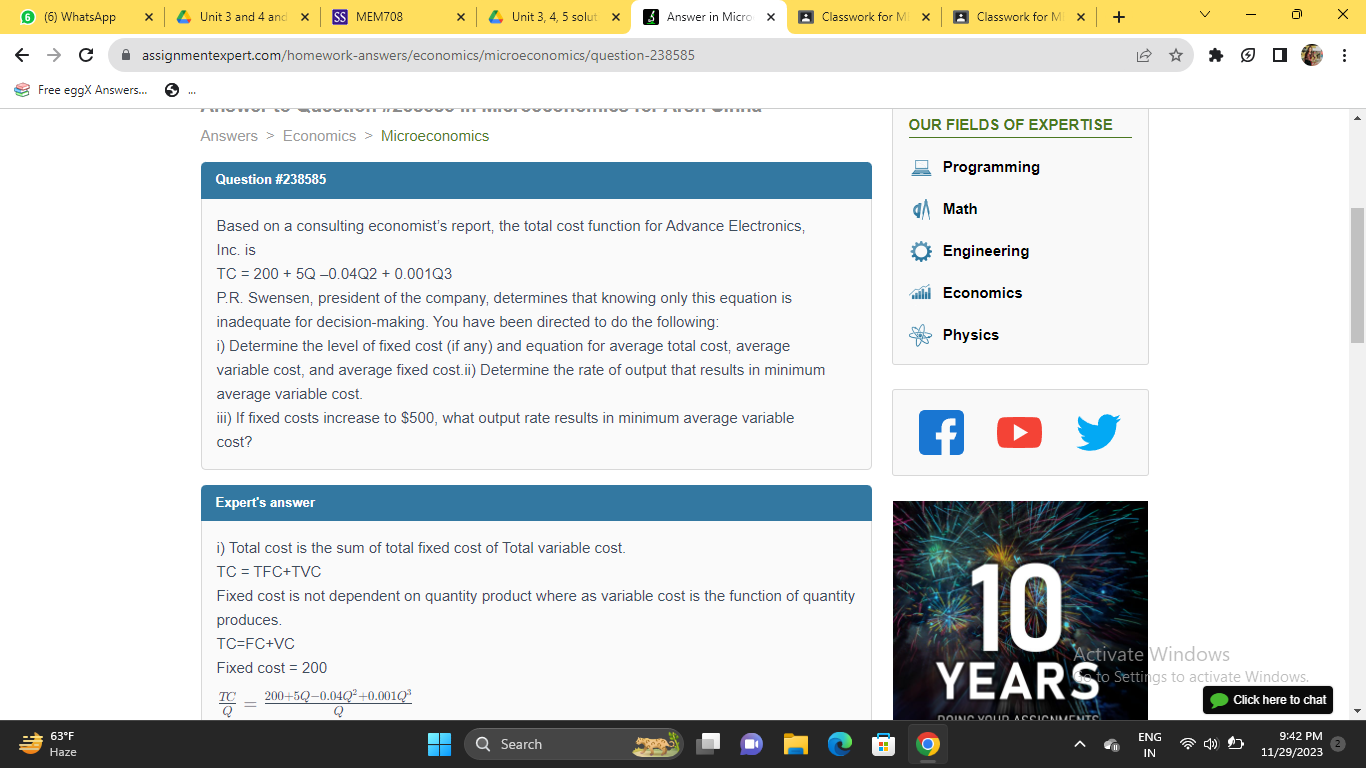 (6) WhatsApp
Unit 3 and 4 and
SS MEM708
Unit 3, 4, 5 solut
Answer in Micro
Classwork for M
Classwork for M
assignmentexpert.com/homework-answers/economics/microeconomics/question-238585
Free eggX Answers...
...
Answers > Economics > Microeconomics
Question #238585
Based on a consulting economist's report, the total cost function for Advance Electronics,
Inc. is
TC = 200 + 5Q –0.04Q2 + 0.001Q3
P.R. Swensen, president of the company, determines that knowing only this equation is
inadequate for decision-making. You have been directed to do the following:
i) Determine the level of fixed cost (if any) and equation for average total cost, average
variable cost, and average fixed cost.ii) Determine the rate of output that results in minimum
average variable cost.
iii) If fixed costs increase to $500, what output rate results in minimum average variable
cost?
Expert's answer
i) Total cost is the sum of total fixed cost of Total variable cost.
TC = TFC+TVC
Fixed cost is not dependent on quantity product where as variable cost is the function of quantity
produces.
TC=FC+VC
Fixed cost = 200
TC/Q = 200+5Q−0.04Q²+0.001Q³/Q
OUR FIELDS OF EXPERTISE
Programming
Math
Engineering
Economics
Physics
10
YEARS
DOING YOUR ASSIGNMENTS
Activate Windows
Go to Settings to activate Windows.
Click here to chat
63°F
Haze
Search
ENG
IN
9:42 PM
11/29/2023
2